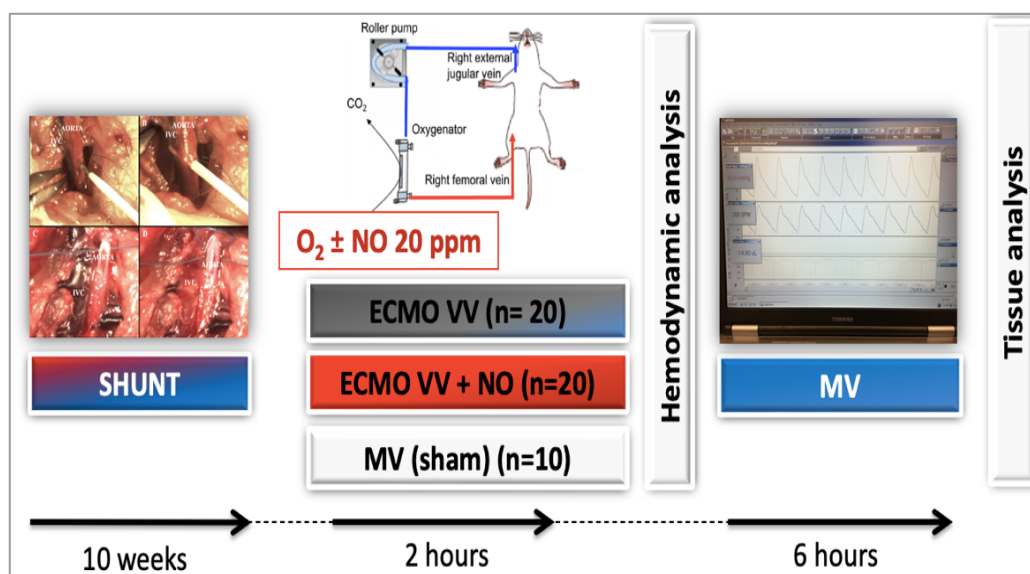 Roller pump
Right external
jugular vein
CO2
Oxygenator
Right femoral vein
O2 ± NO 20 ppm
A
IVC
AORTA
B
IVC
AORTA
C
IVC
AORTA
D
IVC
AORTA
SHUNT
ECMO VV (n= 20)
ECMO VV + NO (n=20)
MV (sham) (n=10)
Hemodynamic analysis
TOSHIBA
MV
Tissue analysis
10 weeks
2 hours
6 hours